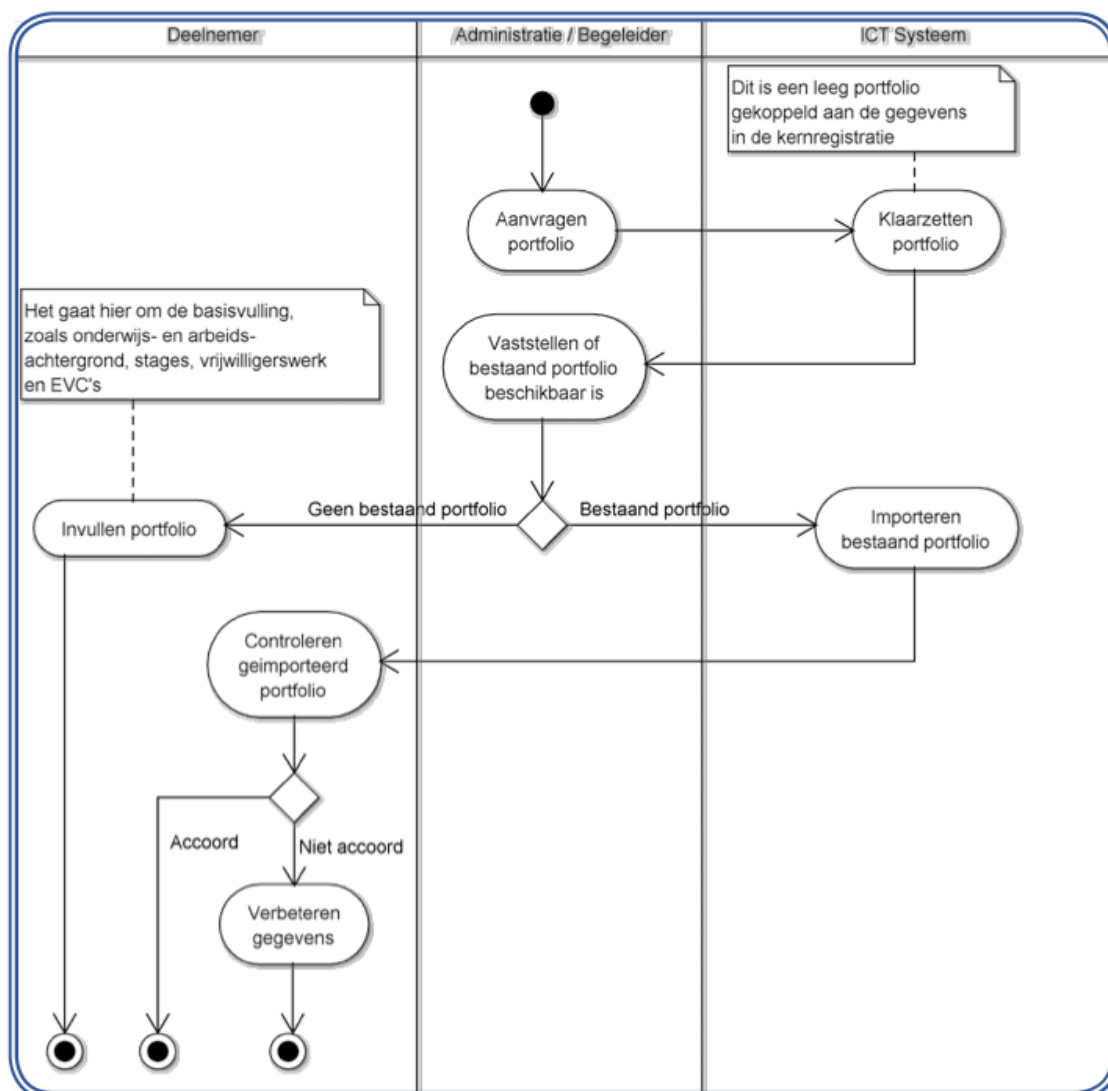 Deelnemer
Administratie / Begeleider
ICT Systeem
Dit is een leeg portfolio
gekoppeld aan de gegevens
in de kernregistratie
Aanvragen
portfolio
Klaarzetten
portfolio
Het gaat hier om de basisvulling,
zoals onderwijs- en arbeids-
achtergrond, stages, vrijwilligerswerk
en EVC's
Vaststellen of
bestaand portfolio
beschikbaar is
Geen bestaand portfolio
Bestaand portfolio
Invullen portfolio
Importeren
bestaand portfolio
Controleren
geimporteerd
portfolio
Accoord
Niet accoord
Verbeteren
gegevens